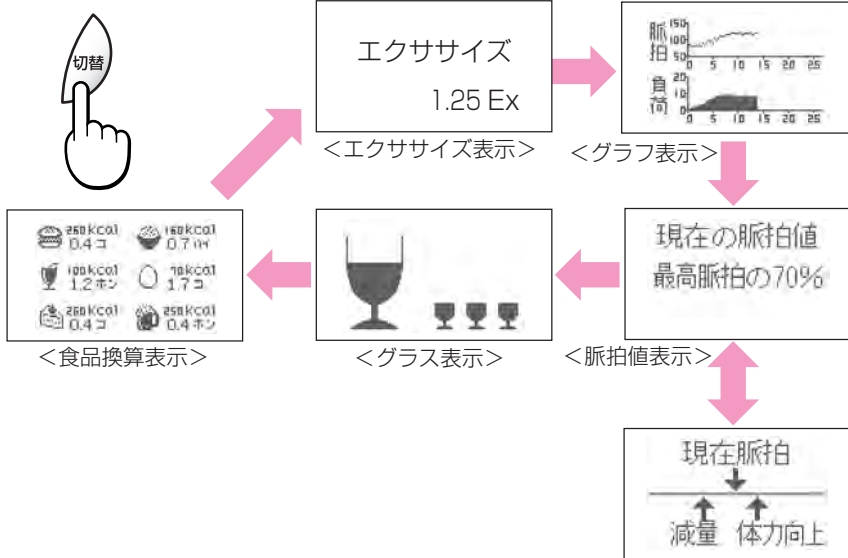 切替
エクササイズ
1.25 Ex
<エクササイズ表示>
脈拍
150
100
50
0 5 10 15 20 25
負荷
20
10
0
0 5 10 15 20 25
<グラフ表示>
現在の脈拍値
最高脈拍の70%
<脈拍値表示>
現在脈拍
減量 体力向上
<グラス表示>
260kcal
0.4コ
160kcal
0.7ハイ
100kcal
1.2ホン
70kcal
1.7コ
260kcal
0.4コ
250kcal
0.4ホン
<食品換算表示>